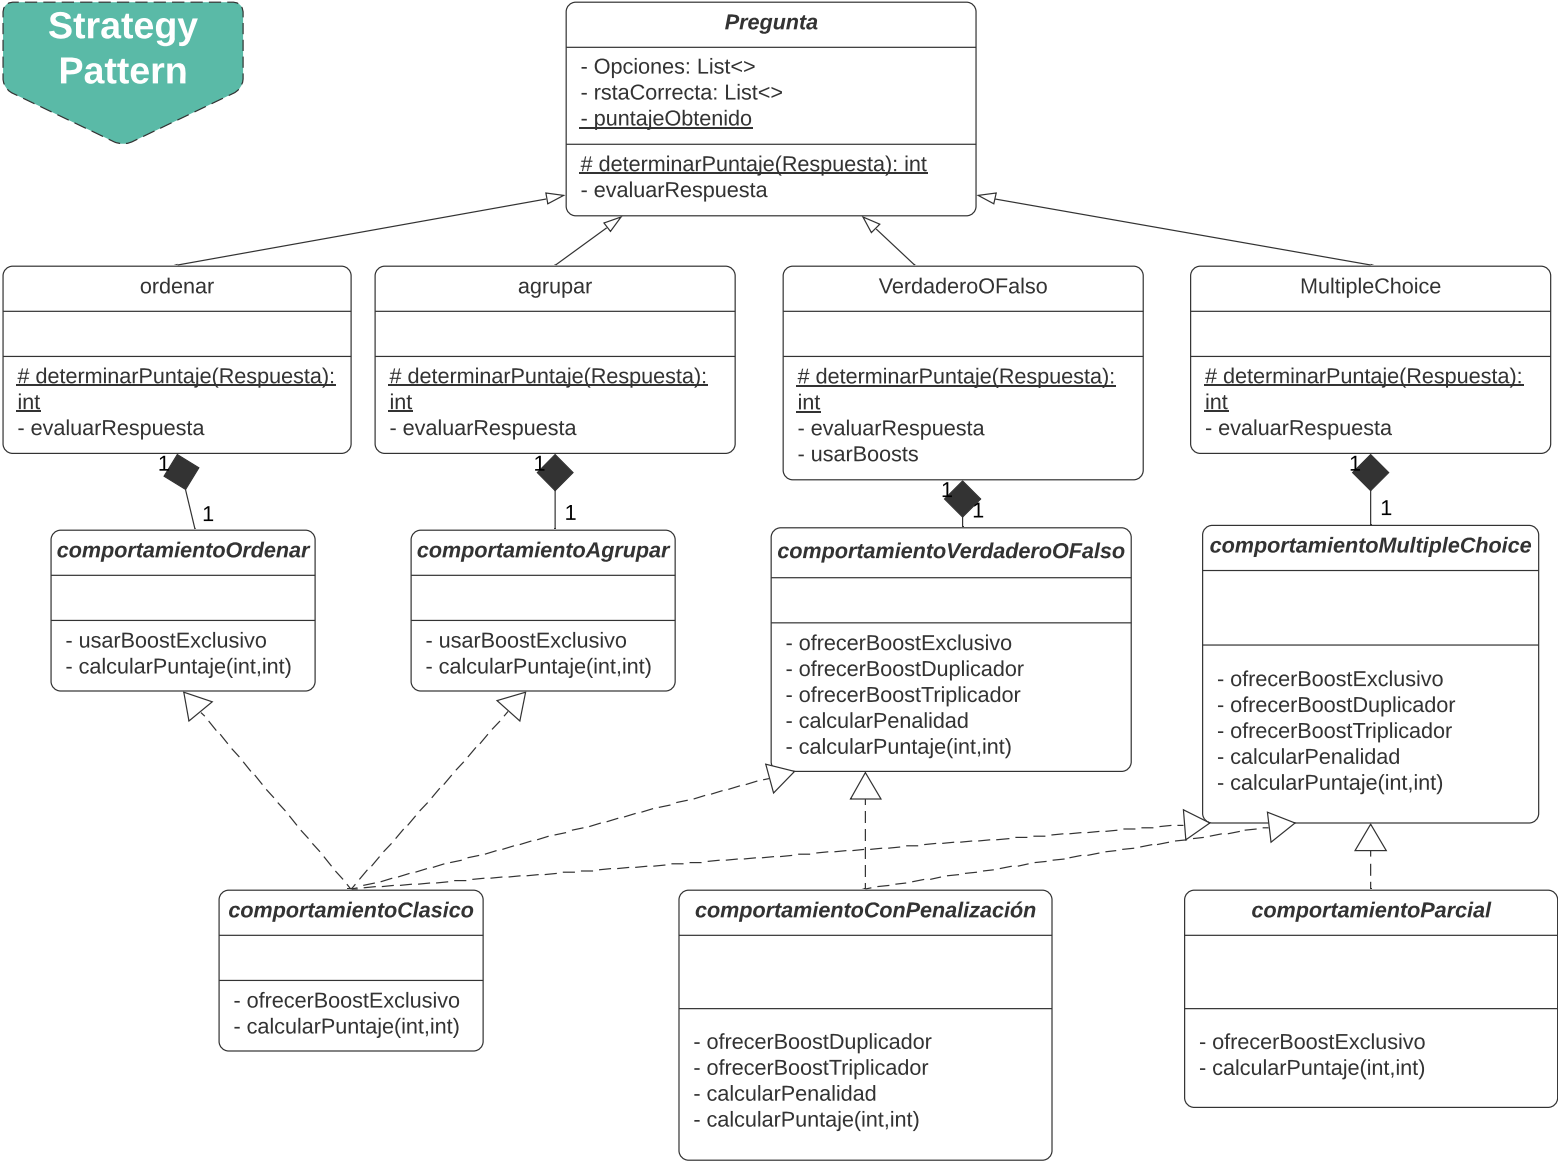 Strategy
Pattern
Pregunta
- Opciones: List<>
- rstaCorrecta: List<>
- puntajeObtenido
# determinarPuntaje(Respuesta): int
- evaluarRespuesta
ordenar
# determinarPuntaje(Respuesta):
int
- evaluarRespuesta
agrupar
# determinarPuntaje(Respuesta):
int
- evaluarRespuesta
VerdaderoOFalso
# determinarPuntaje(Respuesta):
int
- evaluarRespuesta
- usarBoosts
MultipleChoice
# determinarPuntaje(Respuesta):
int
- evaluarRespuesta
1
1
1
1
1
1
1
1
comportamientoOrdenar
- usarBoostExclusivo
- calcularPuntaje(int,int)
comportamientoAgrupar
- usarBoostExclusivo
- calcularPuntaje(int,int)
comportamientoVerdaderoOFalso
- ofrecerBoostExclusivo
- ofrecerBoostDuplicador
- ofrecerBoostTriplicador
- calcularPenalidad
- calcularPuntaje(int,int)
comportamientoMultipleChoice
- ofrecerBoostExclusivo
- ofrecerBoostDuplicador
- ofrecerBoostTriplicador
- calcularPenalidad
- calcularPuntaje(int,int)
comportamientoClasico
- ofrecerBoostExclusivo
- calcularPuntaje(int,int)
comportamientoConPenalización
- ofrecerBoostDuplicador
- ofrecerBoostTriplicador
- calcularPenalidad
- calcularPuntaje(int,int)
comportamientoParcial
- ofrecerBoostExclusivo
- calcularPuntaje(int,int)